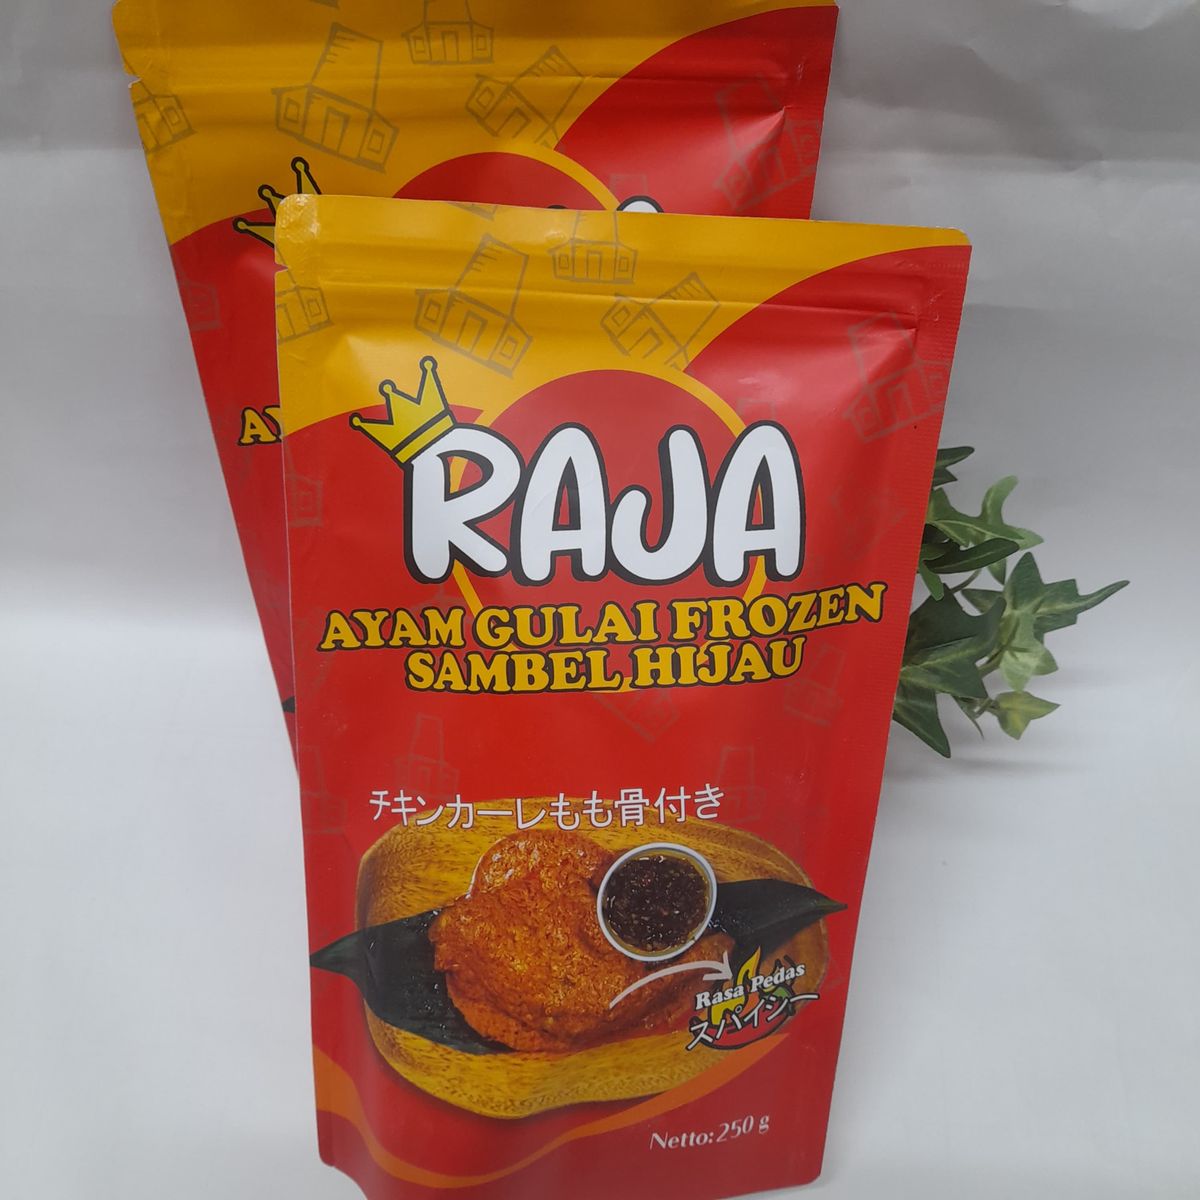 RAJA
AYAM GULAI FROZEN
SAMBEL HIJAU
チキンカーレもも骨付き
Rasa Pedas
スパイシー
Netto: 250 g